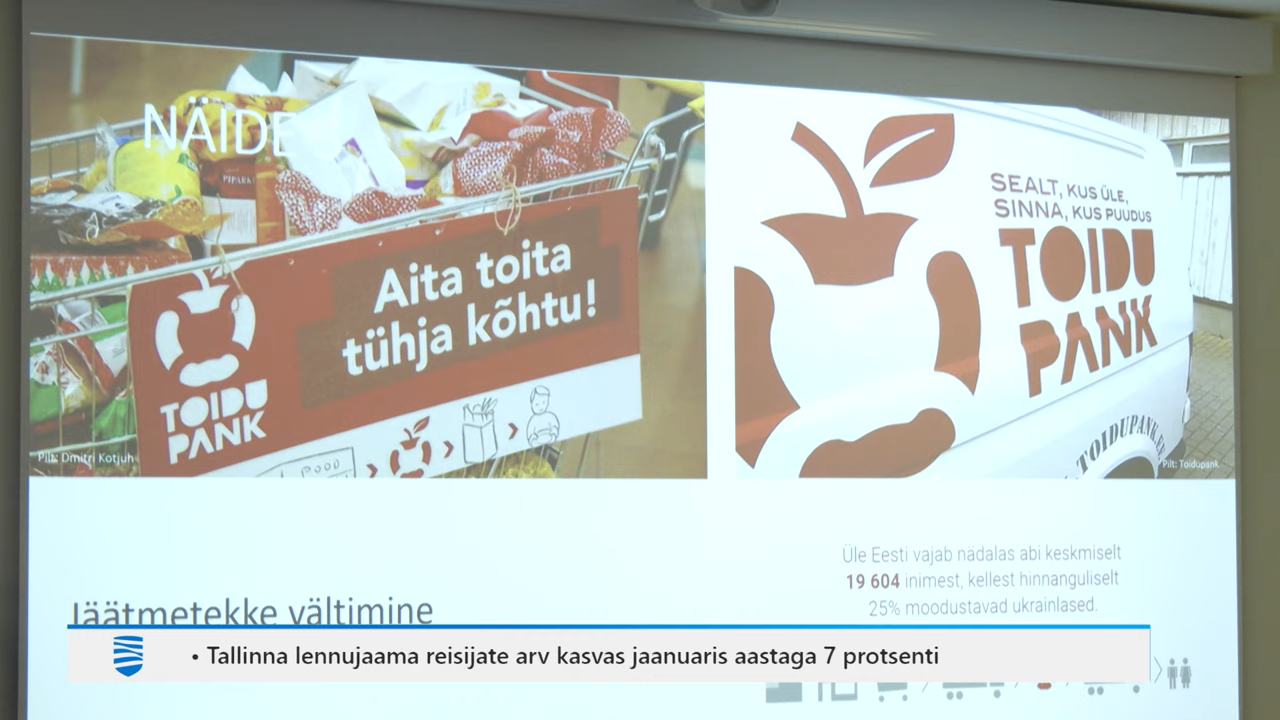 NÄIDE
PIPARK
Aita toita
tühja kõhtu!
TOIDU
PANK
Pilt: Dmitri Kotjuh
SEALT, KUS ÜLE,
SINNA, KUS PUUDUS
TOIDU
PANK
TOIDUPANK.EE
Pilt: Toidupank
Üle Eesti vajab nädalas abi keskmiselt
19 604 inimest, kellest hinnanguliselt
25% moodustavad ukrainlased.
Jäätmetekke vältimine
• Tallinna lennujaama reisijate arv kasvas jaanuaris aastaga 7 protsenti